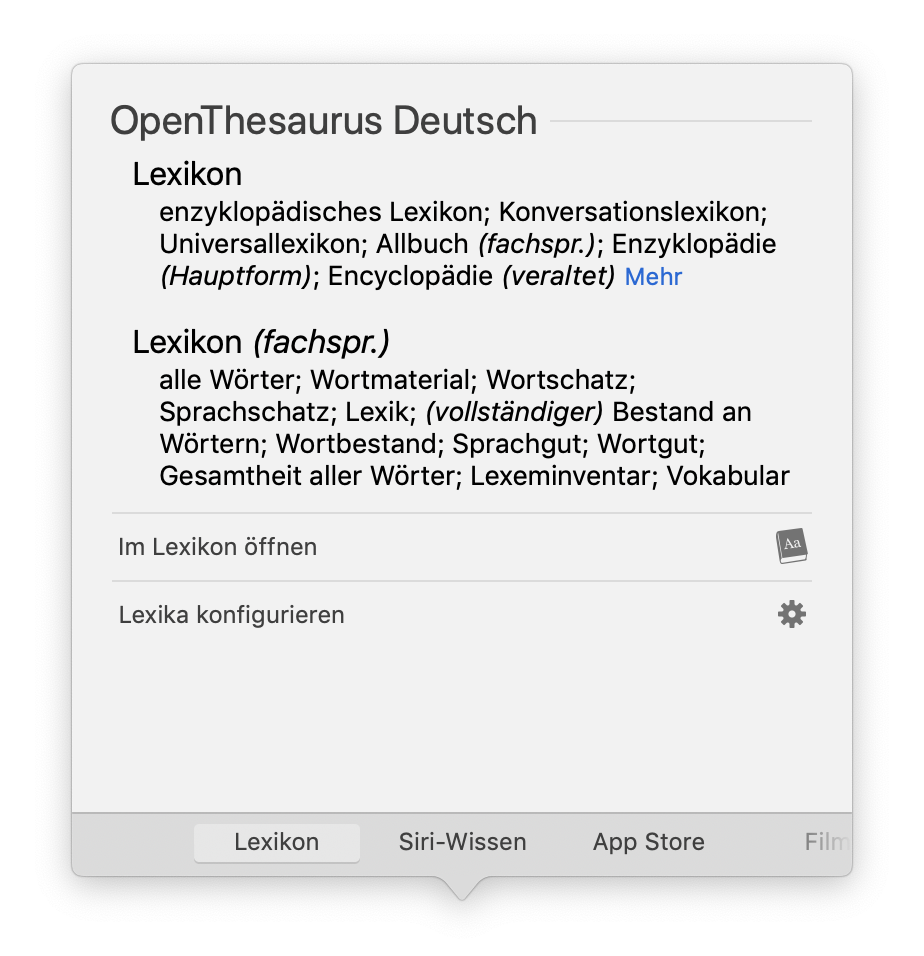 OpenThesaurus Deutsch
Lexikon
enzyklopädisches Lexikon; Konversationslexikon;
Universallexikon; Allbuch (fachspr.); Enzyklopädie
(Hauptform); Encyclopädie (veraltet) Mehr
Lexikon (fachspr.)
alle Wörter; Wortmaterial; Wortschatz;
Sprachschatz; Lexik; (vollständiger) Bestand an
Wörtern; Wortbestand; Sprachgut; Wortgut;
Gesamtheit aller Wörter; Lexeminventar; Vokabular
Im Lexikon öffnen
Aa
Lexika konfigurieren
Lexikon Siri-Wissen App Store Film